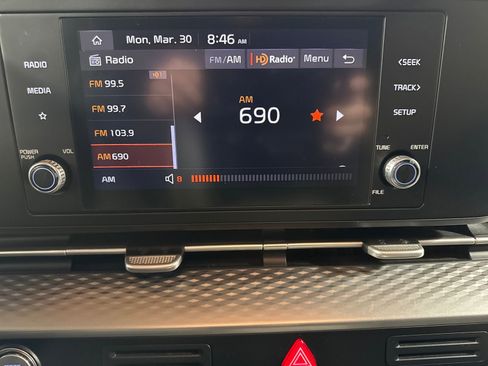 Mon, Mar. 30 8:46 AM
RADIO
MEDIA
POWER PUSH VOL
Radio FM/AM HD Radio Menu
FM 99.5 HD)
FM 99.7
FM 103.9
AM 690
AM
AM
690
8
<SEEK
TRACK>
SETUP
TUNE ENTER
FILE